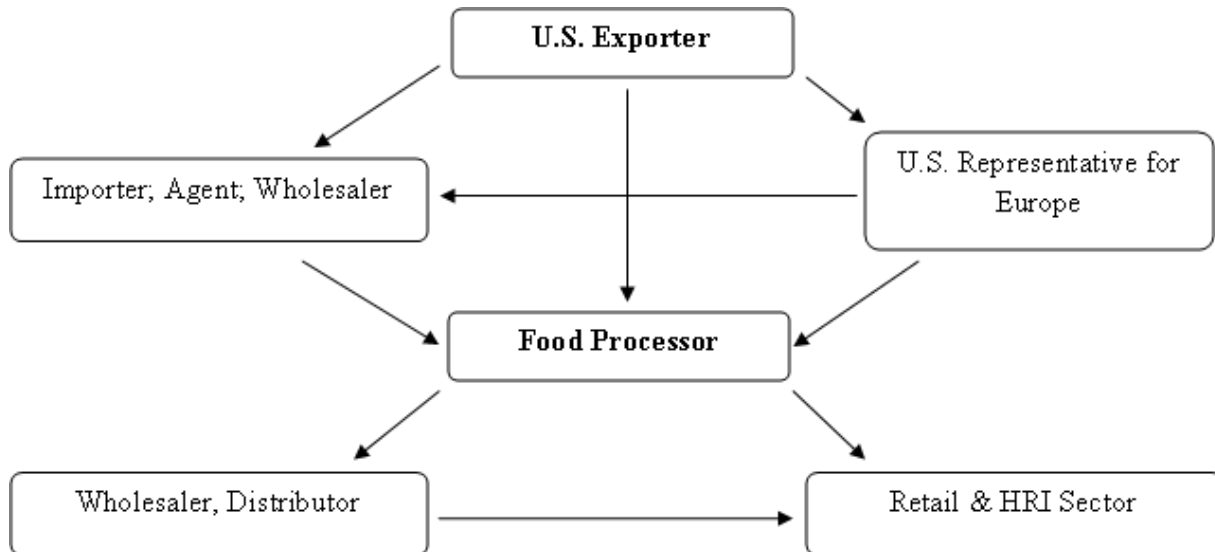 U.S. Exporter
Importer; Agent; Wholesaler
U.S. Representative for
Europe
Food Processor
Wholesaler, Distributor
Retail & HRI Sector